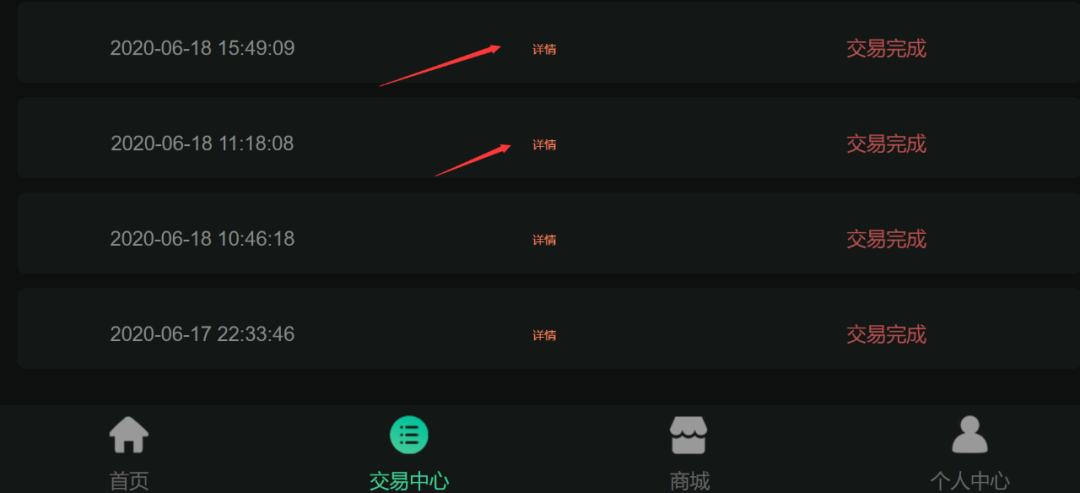 2020-06-18 15:49:09 详情 交易完成
2020-06-18 11:18:08 详情 交易完成
2020-06-18 10:46:18 详情 交易完成
2020-06-17 22:33:46 详情 交易完成
首页 交易中心 商城 个人中心